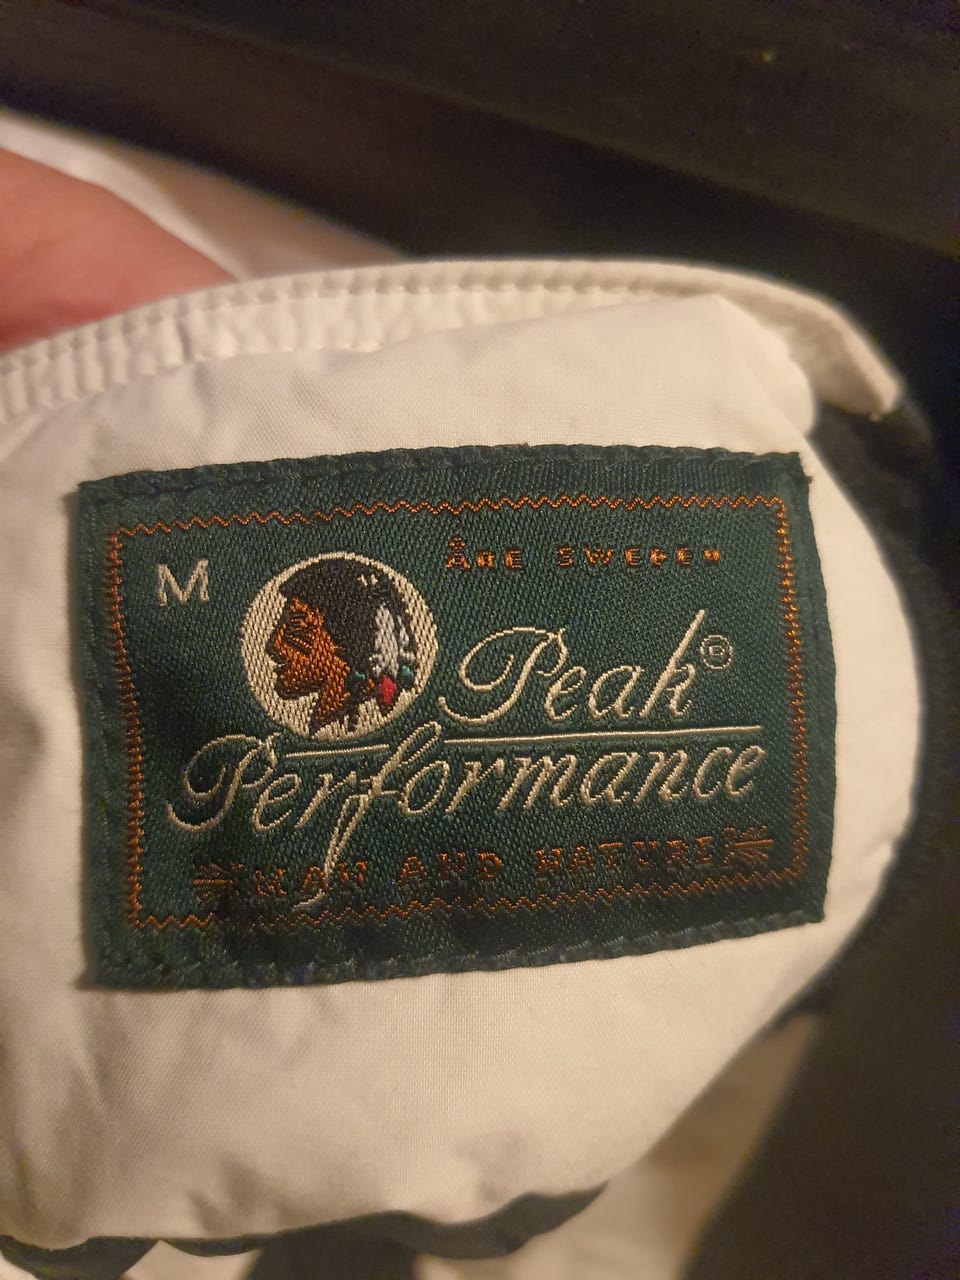 M
ÅRE SWEDEN
Peak®
Performance
MAN AND NATURE